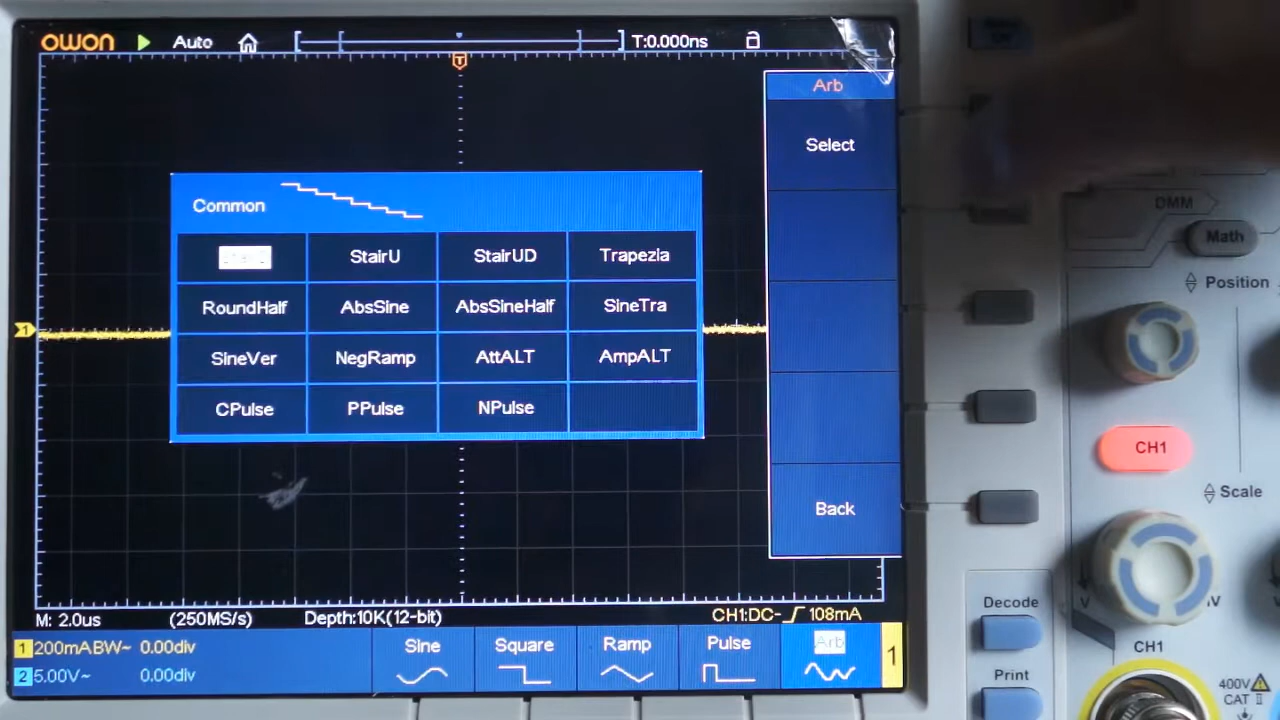 OWON Auto T:0.000ns
Arb
Select
Back
Common
StairU StairUD Trapezia
RoundHalf AbsSine AbsSineHalf SineTra
SineVer NegRamp AttALT AmpALT
CPulse PPulse NPulse
T
1
M: 2.0us (250MS/s) Depth:10K(12-bit) CH1:DC- 108mA
1 200mABW~ 0.00div
2 5.00V~ 0.00div
Sine Square Ramp Pulse Arb
1
DMM
Math
Position
CH1
Scale
V
Decode
CH1
Print
400V
CAT II